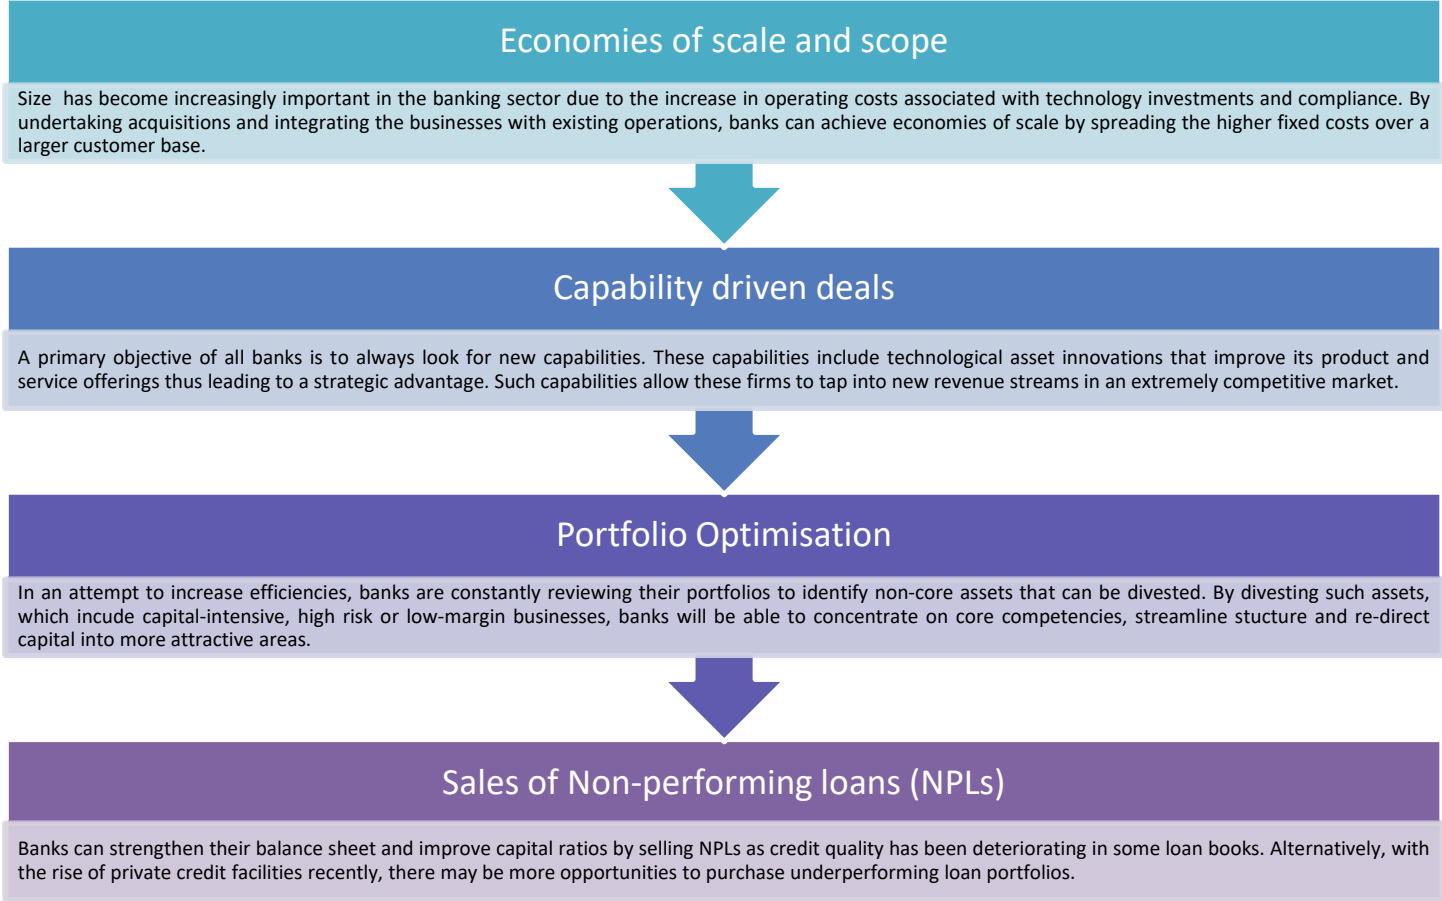 Economies of scale and scope
Size  has become increasingly important in the banking sector due to the increase in operating costs associated with technology investments and compliance. By
undertaking acquisitions and integrating the businesses with existing operations, banks can achieve economies of scale by spreading the higher fixed costs over a
larger customer base.
Capability driven deals
A primary objective of all banks is to always look for new capabilities. These capabilities include technological asset innovations that improve its product and
service offerings thus leading to a strategic advantage. Such capabilities allow these firms to tap into new revenue streams in an extremely competitive market.
Portfolio Optimisation
In an attempt to increase efficiencies, banks are constantly reviewing their portfolios to identify non-core assets that can be divested. By divesting such assets,
which incude capital-intensive, high risk or low-margin businesses, banks will be able to concentrate on core competencies, streamline stucture and re-direct
capital into more attractive areas.
Sales of Non-performing loans (NPLs)
Banks can strengthen their balance sheet and improve capital ratios by selling NPLs as credit quality has been deteriorating in some loan books. Alternatively, with
the rise of private credit facilities recently, there may be more opportunities to purchase underperforming loan portfolios.